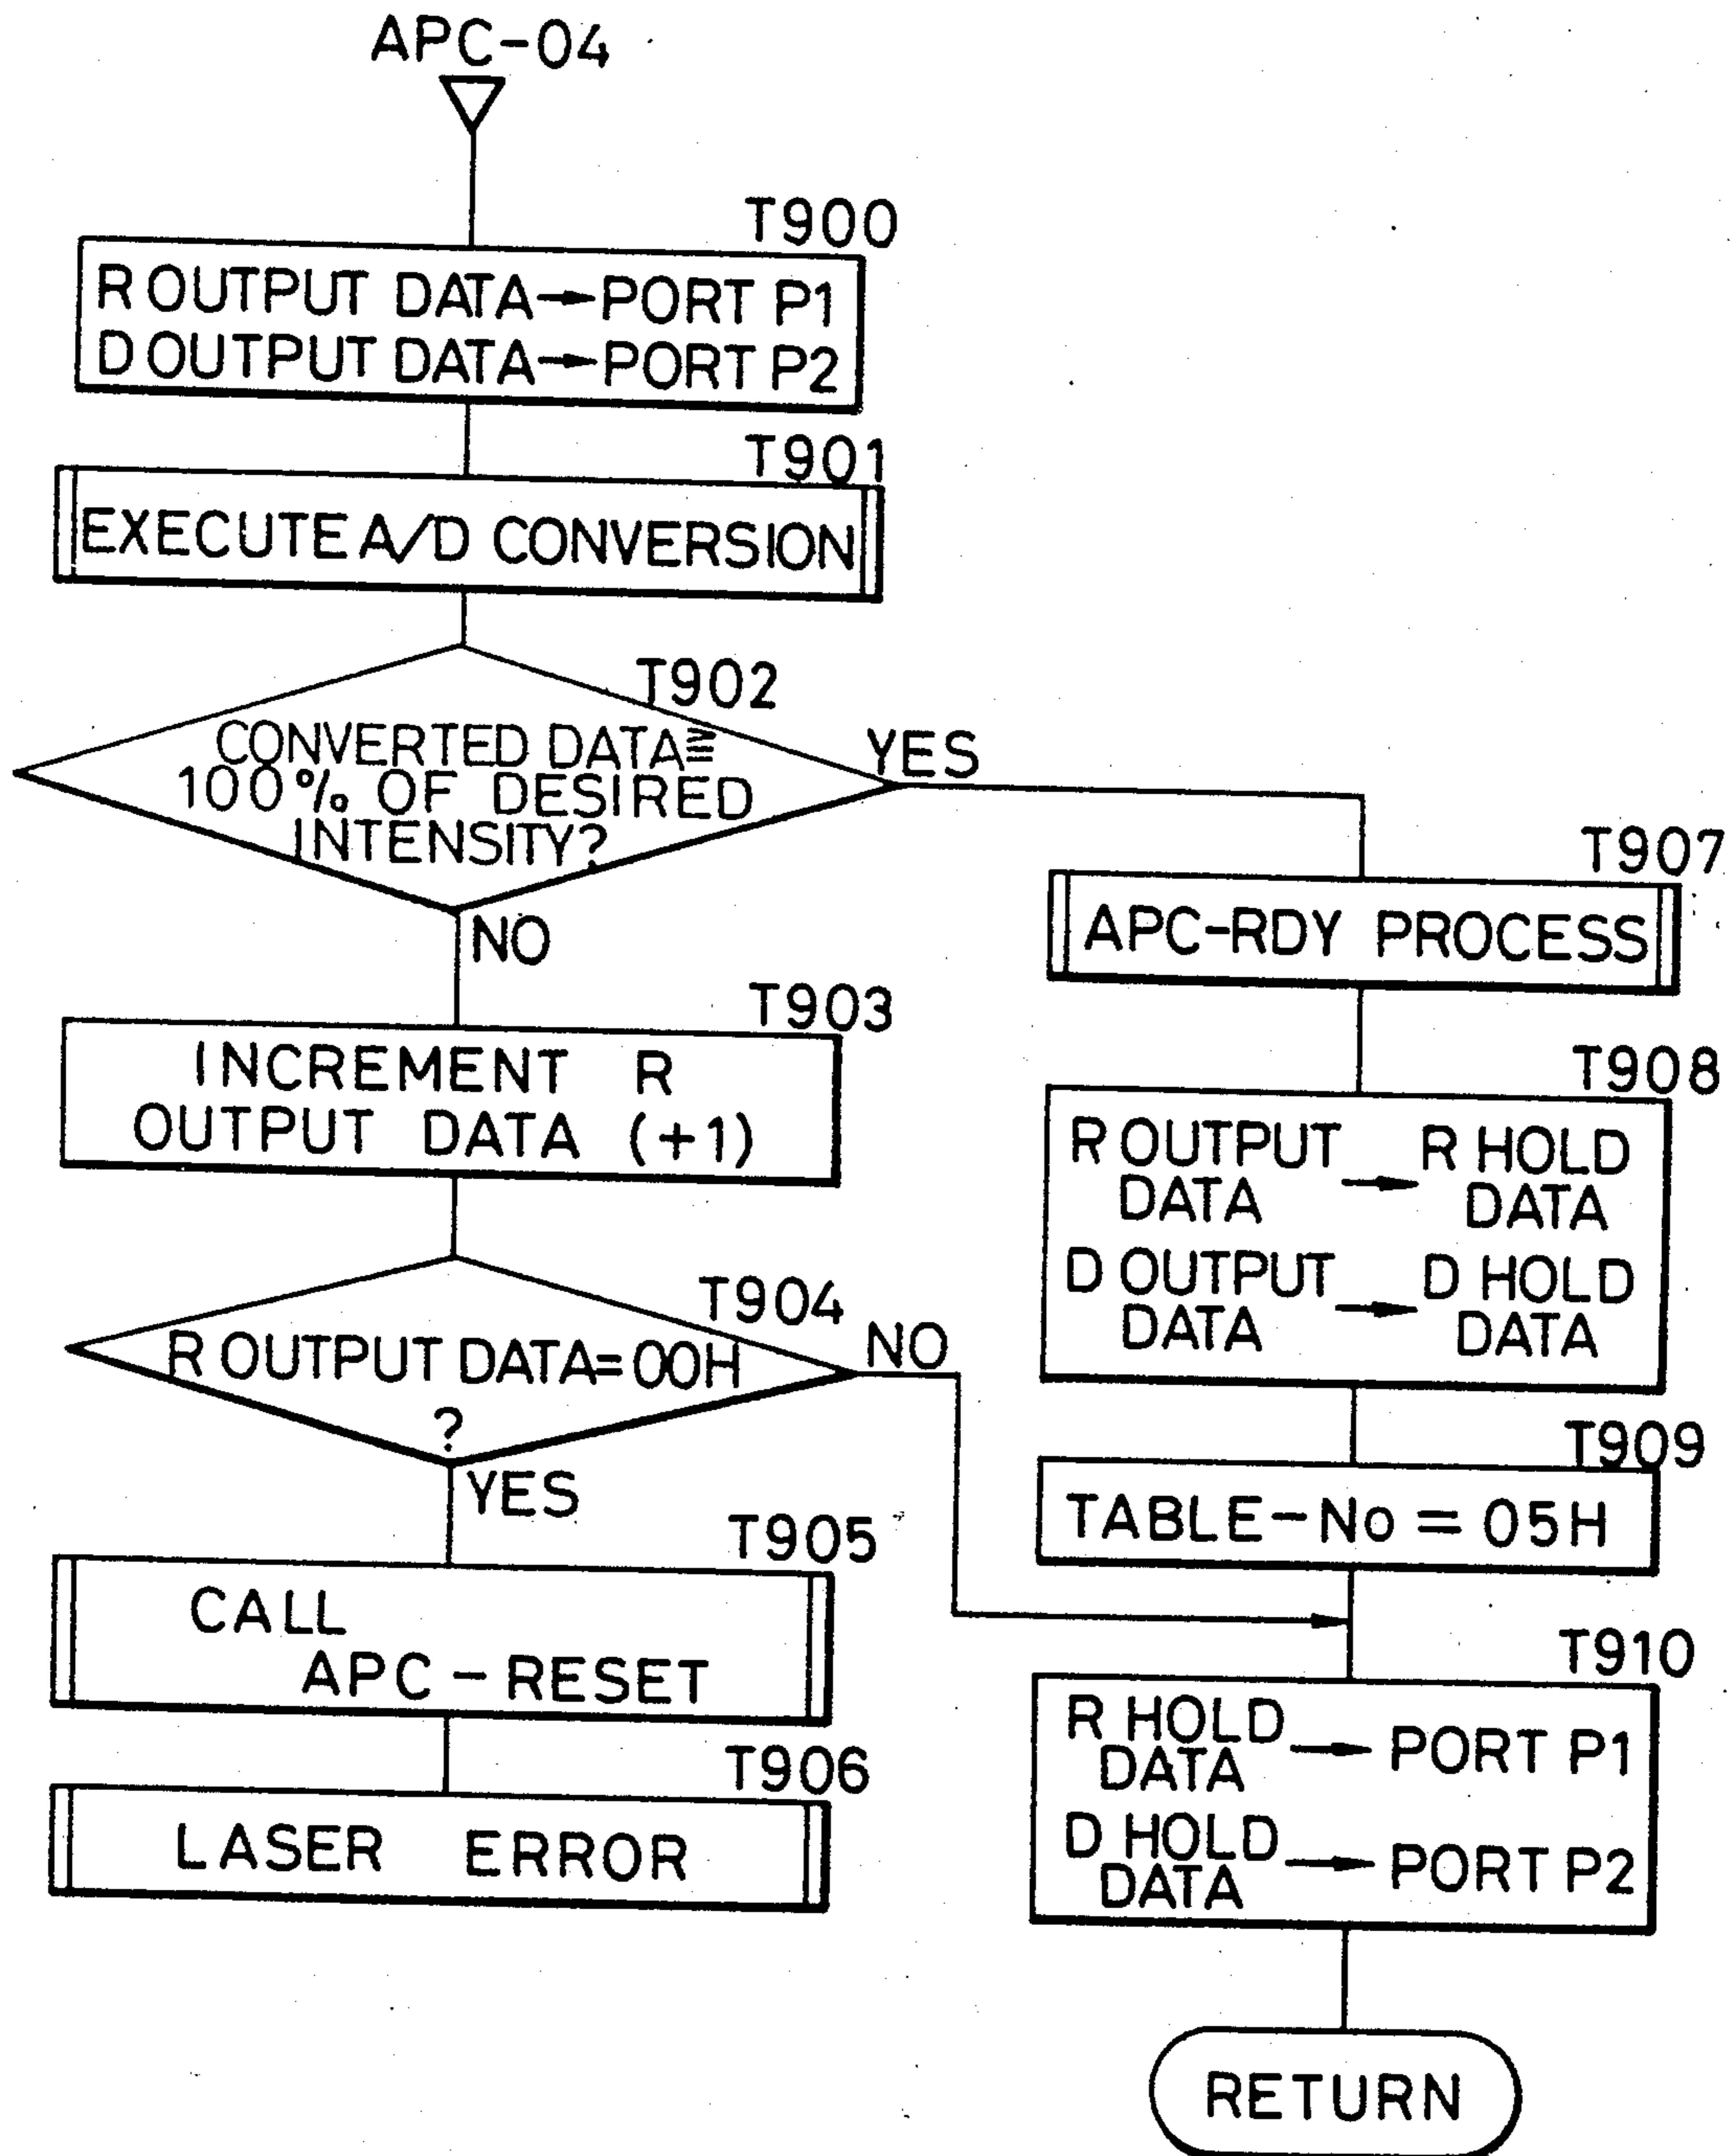 APC-04
T900
R OUTPUT DATA→PORT P1
D OUTPUT DATA→PORT P2
T901
EXECUTE A/D CONVERSION
T902
CONVERTED DATA≧
100% OF DESIRED
INTENSITY?
YES
NO
T903
INCREMENT R
OUTPUT DATA (+1)
T904
R OUTPUT DATA=00H
?
NO
YES
T905
CALL
APC-RESET
T906
LASER ERROR
T907
APC-RDY PROCESS
T908
R OUTPUT DATA → R HOLD DATA
D OUTPUT DATA → D HOLD DATA
T909
TABLE-No = 05H
T910
R HOLD DATA → PORT P1
D HOLD DATA → PORT P2
RETURN